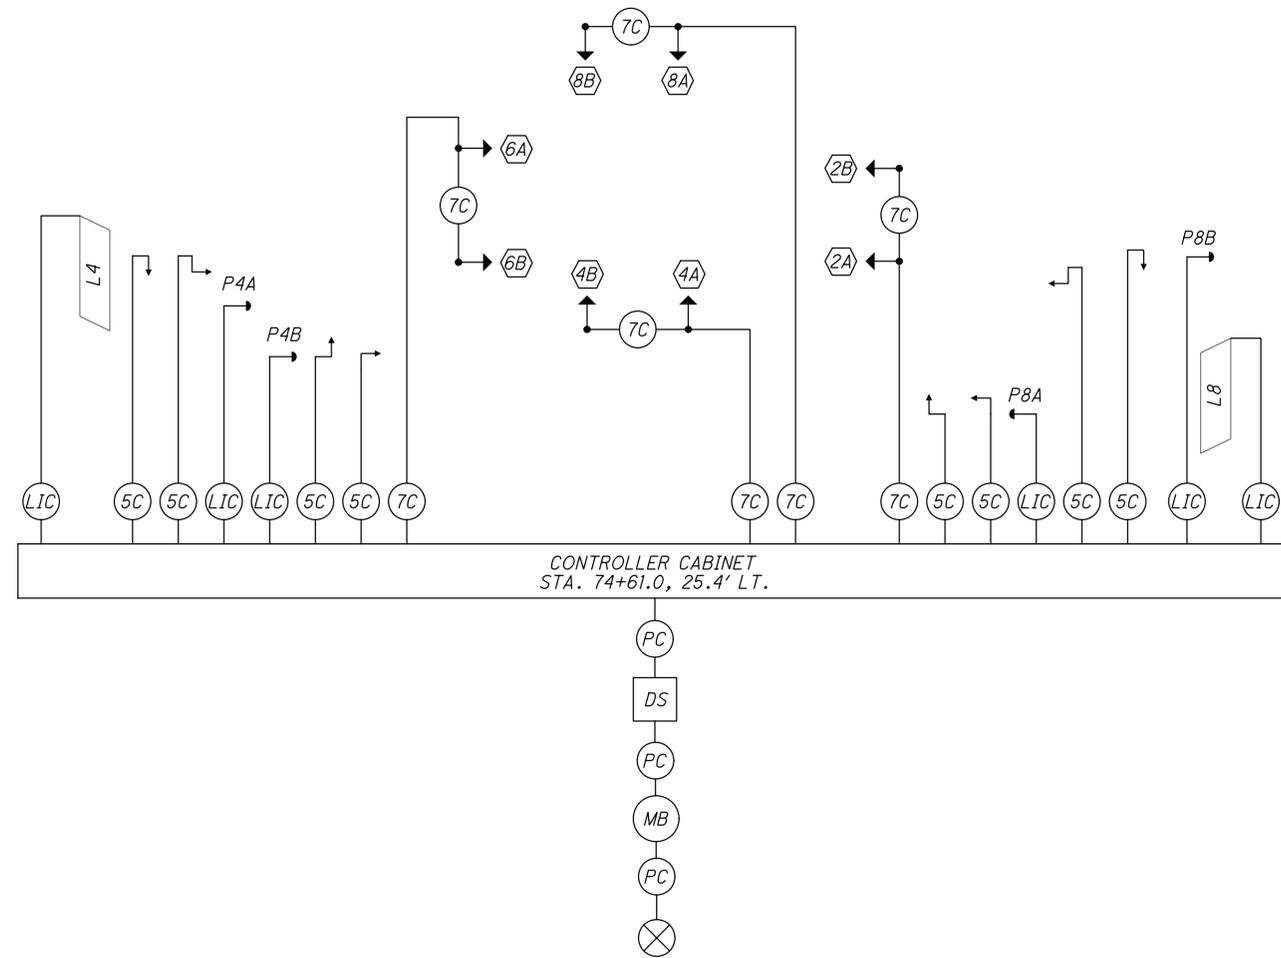 7C
8B
8A
6A
2B
7C
7C
6B
P8B
L4
P4A
4B
4A
2A
P4B
7C
P8A
L8
LIC
5C
5C
LIC
LIC
5C
5C
7C
7C
7C
7C
5C
5C
LIC
5C
5C
LIC
LIC
CONTROLLER CABINET
STA. 74+61.0, 25.4' LT.
PC
DS
PC
MB
PC